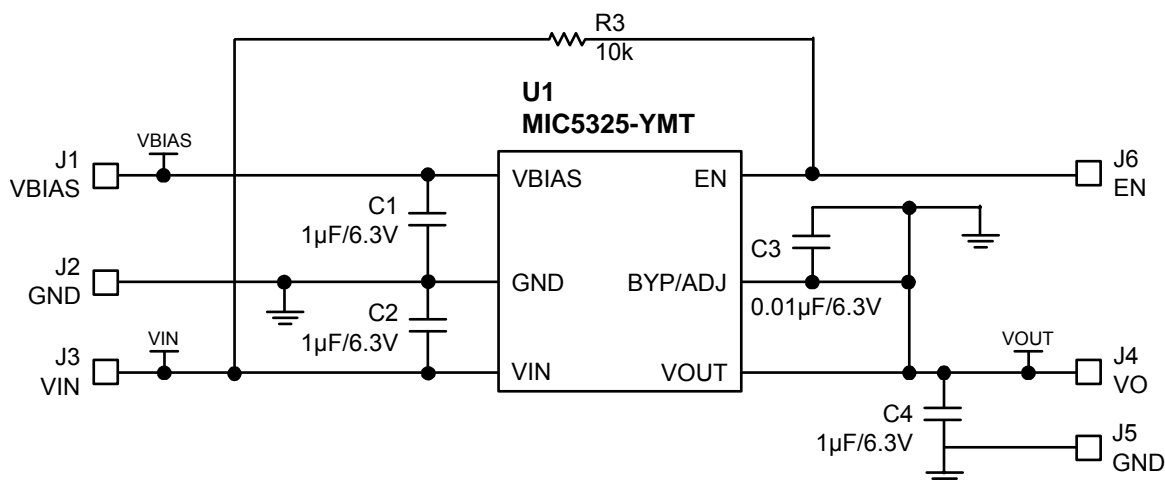 R3
10k
U1
MIC5325-YMT
VBIAS
J1
VBIAS
VBIAS
EN
J6
EN
C1
1µF/6.3V
C3
J2
GND
GND
BYP/ADJ
0.01µF/6.3V
C2
1µF/6.3V
J3
VIN
VIN
VIN
VOUT
VOUT
J4
VO
C4
1µF/6.3V
J5
GND